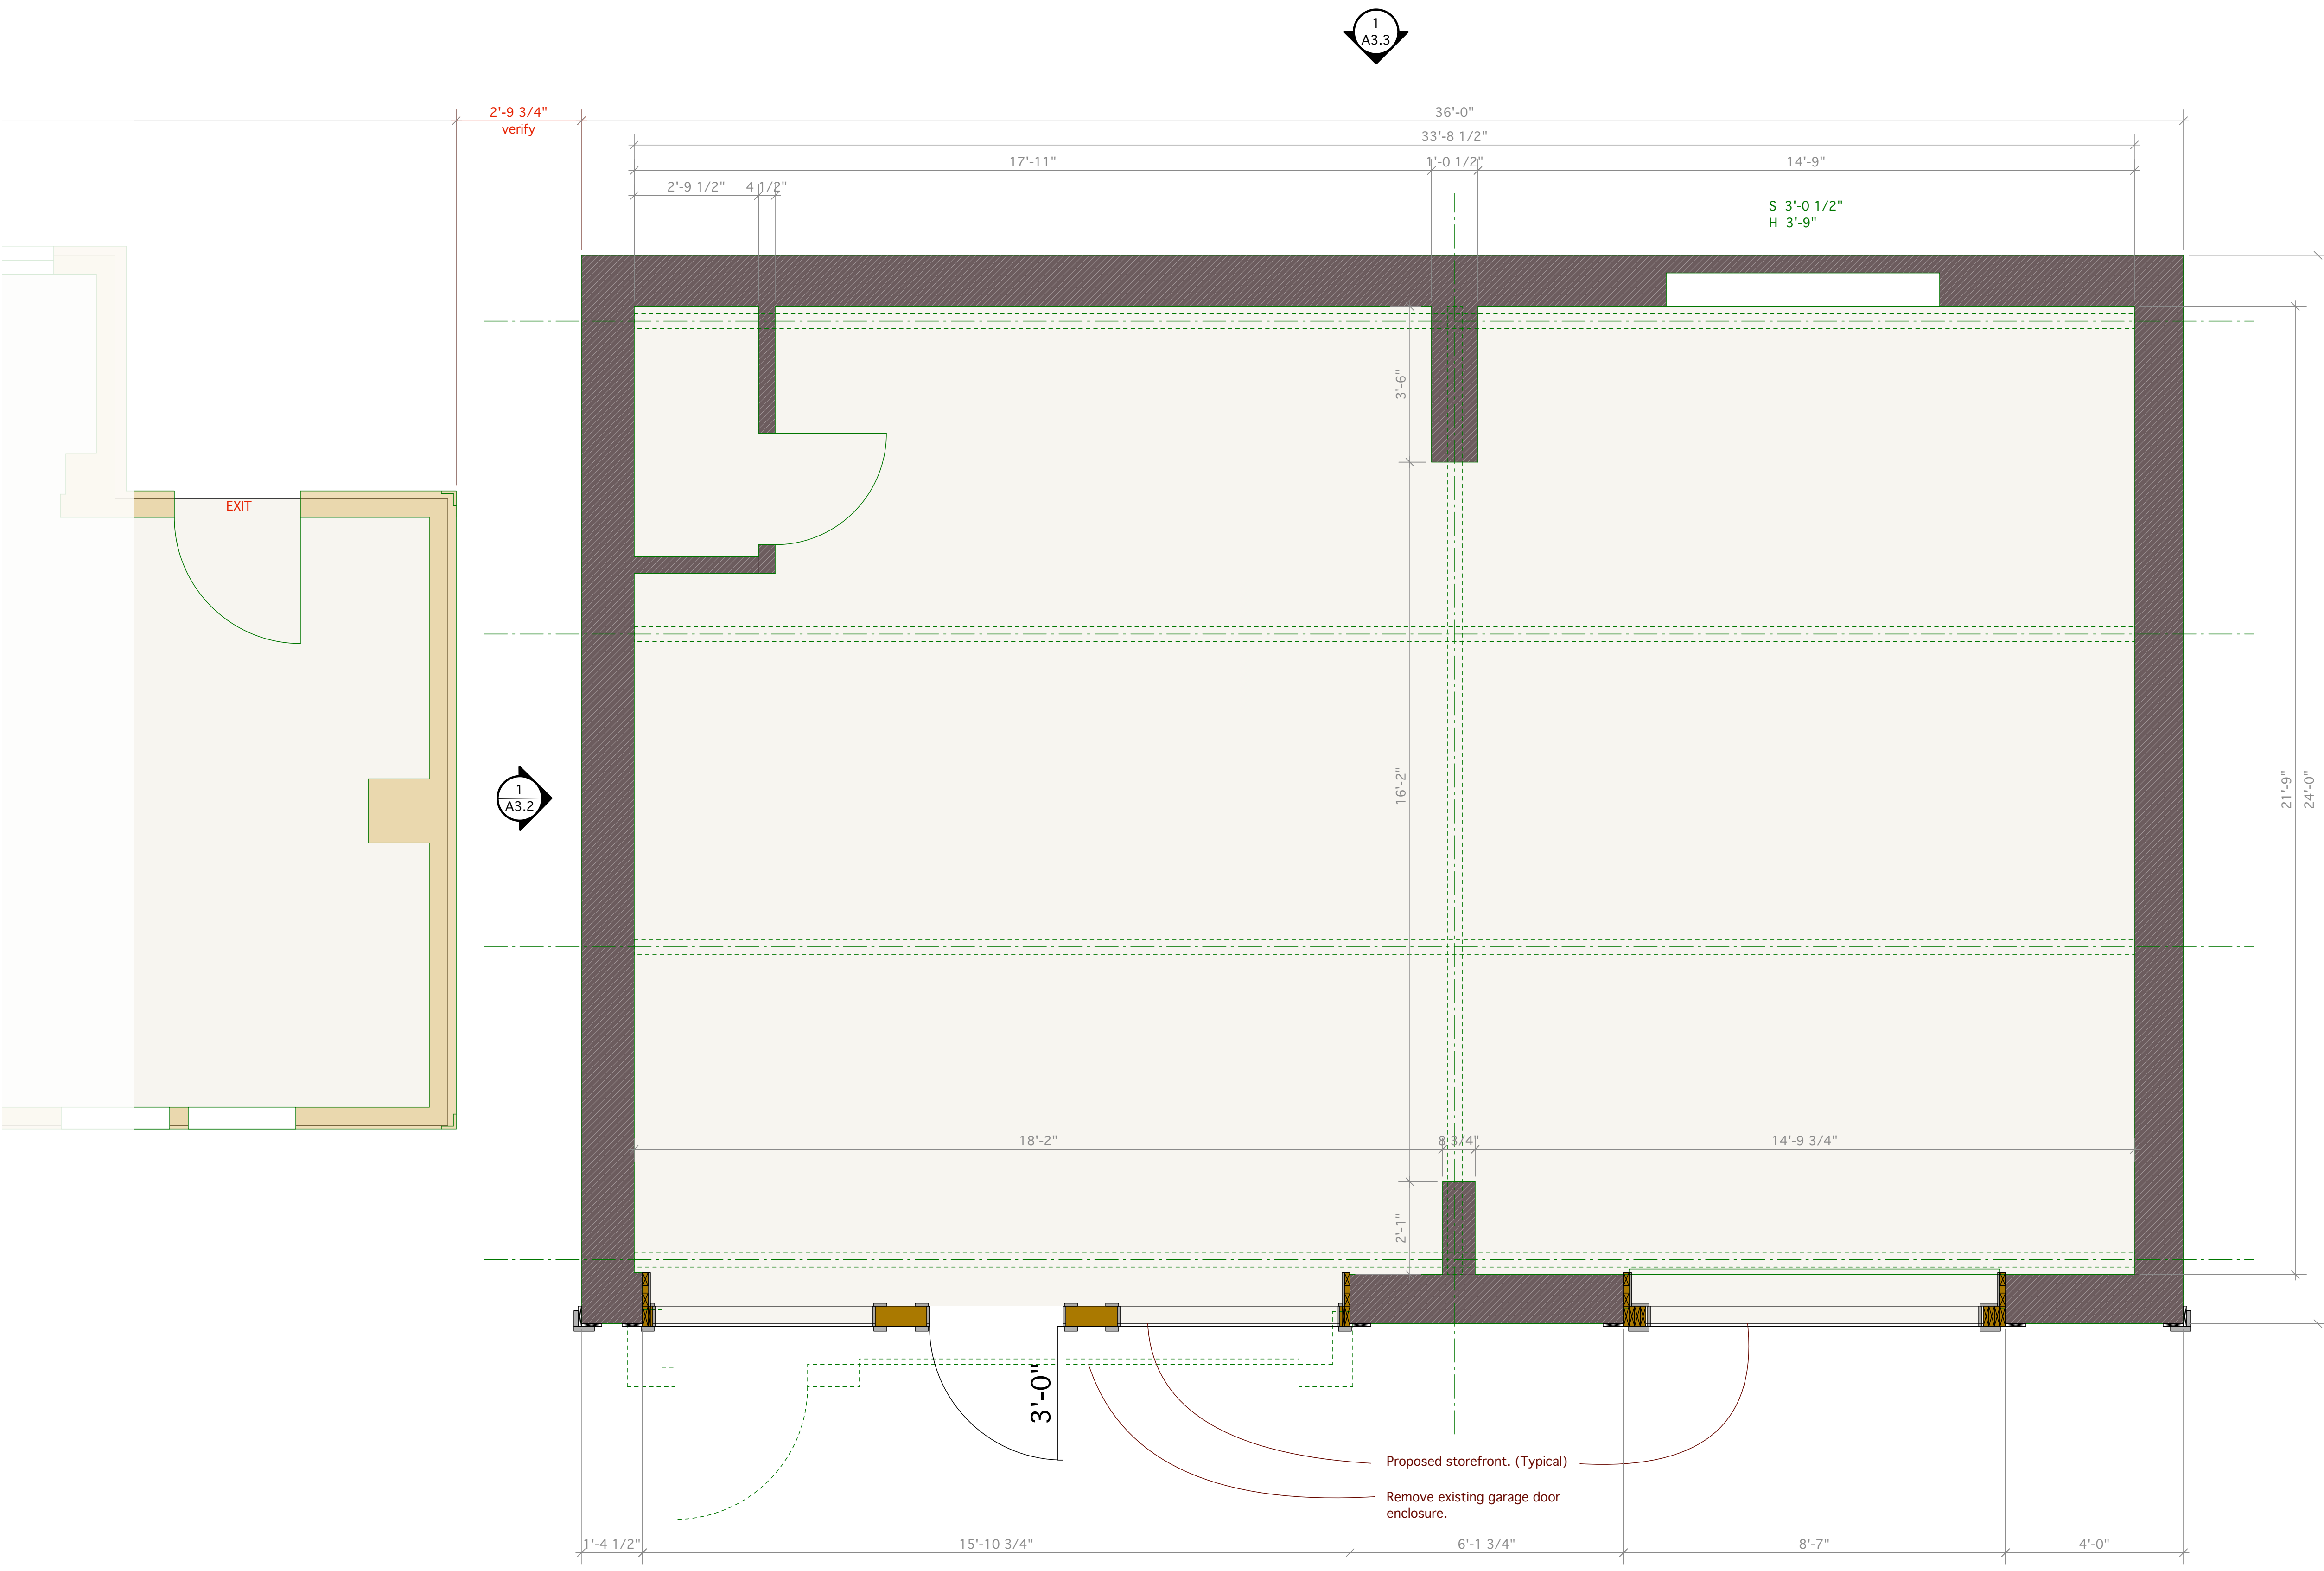 1
A3.3
2'-9 3/4"
verify
36'-0"
33'-8 1/2"
17'-11"
1'-0 1/2"
14'-9"
2'-9 1/2"
4 1/2"
S 3'-0 1/2"
H 3'-9"
3'-6"
EXIT
1
A3.2
16'-2"
21'-9"
24'-0"
18'-2"
8 3/4"
14'-9 3/4"
2'-1"
3'-0"
Proposed storefront. (Typical)
Remove existing garage door
enclosure.
1'-4 1/2"
15'-10 3/4"
6'-1 3/4"
8'-7"
4'-0"